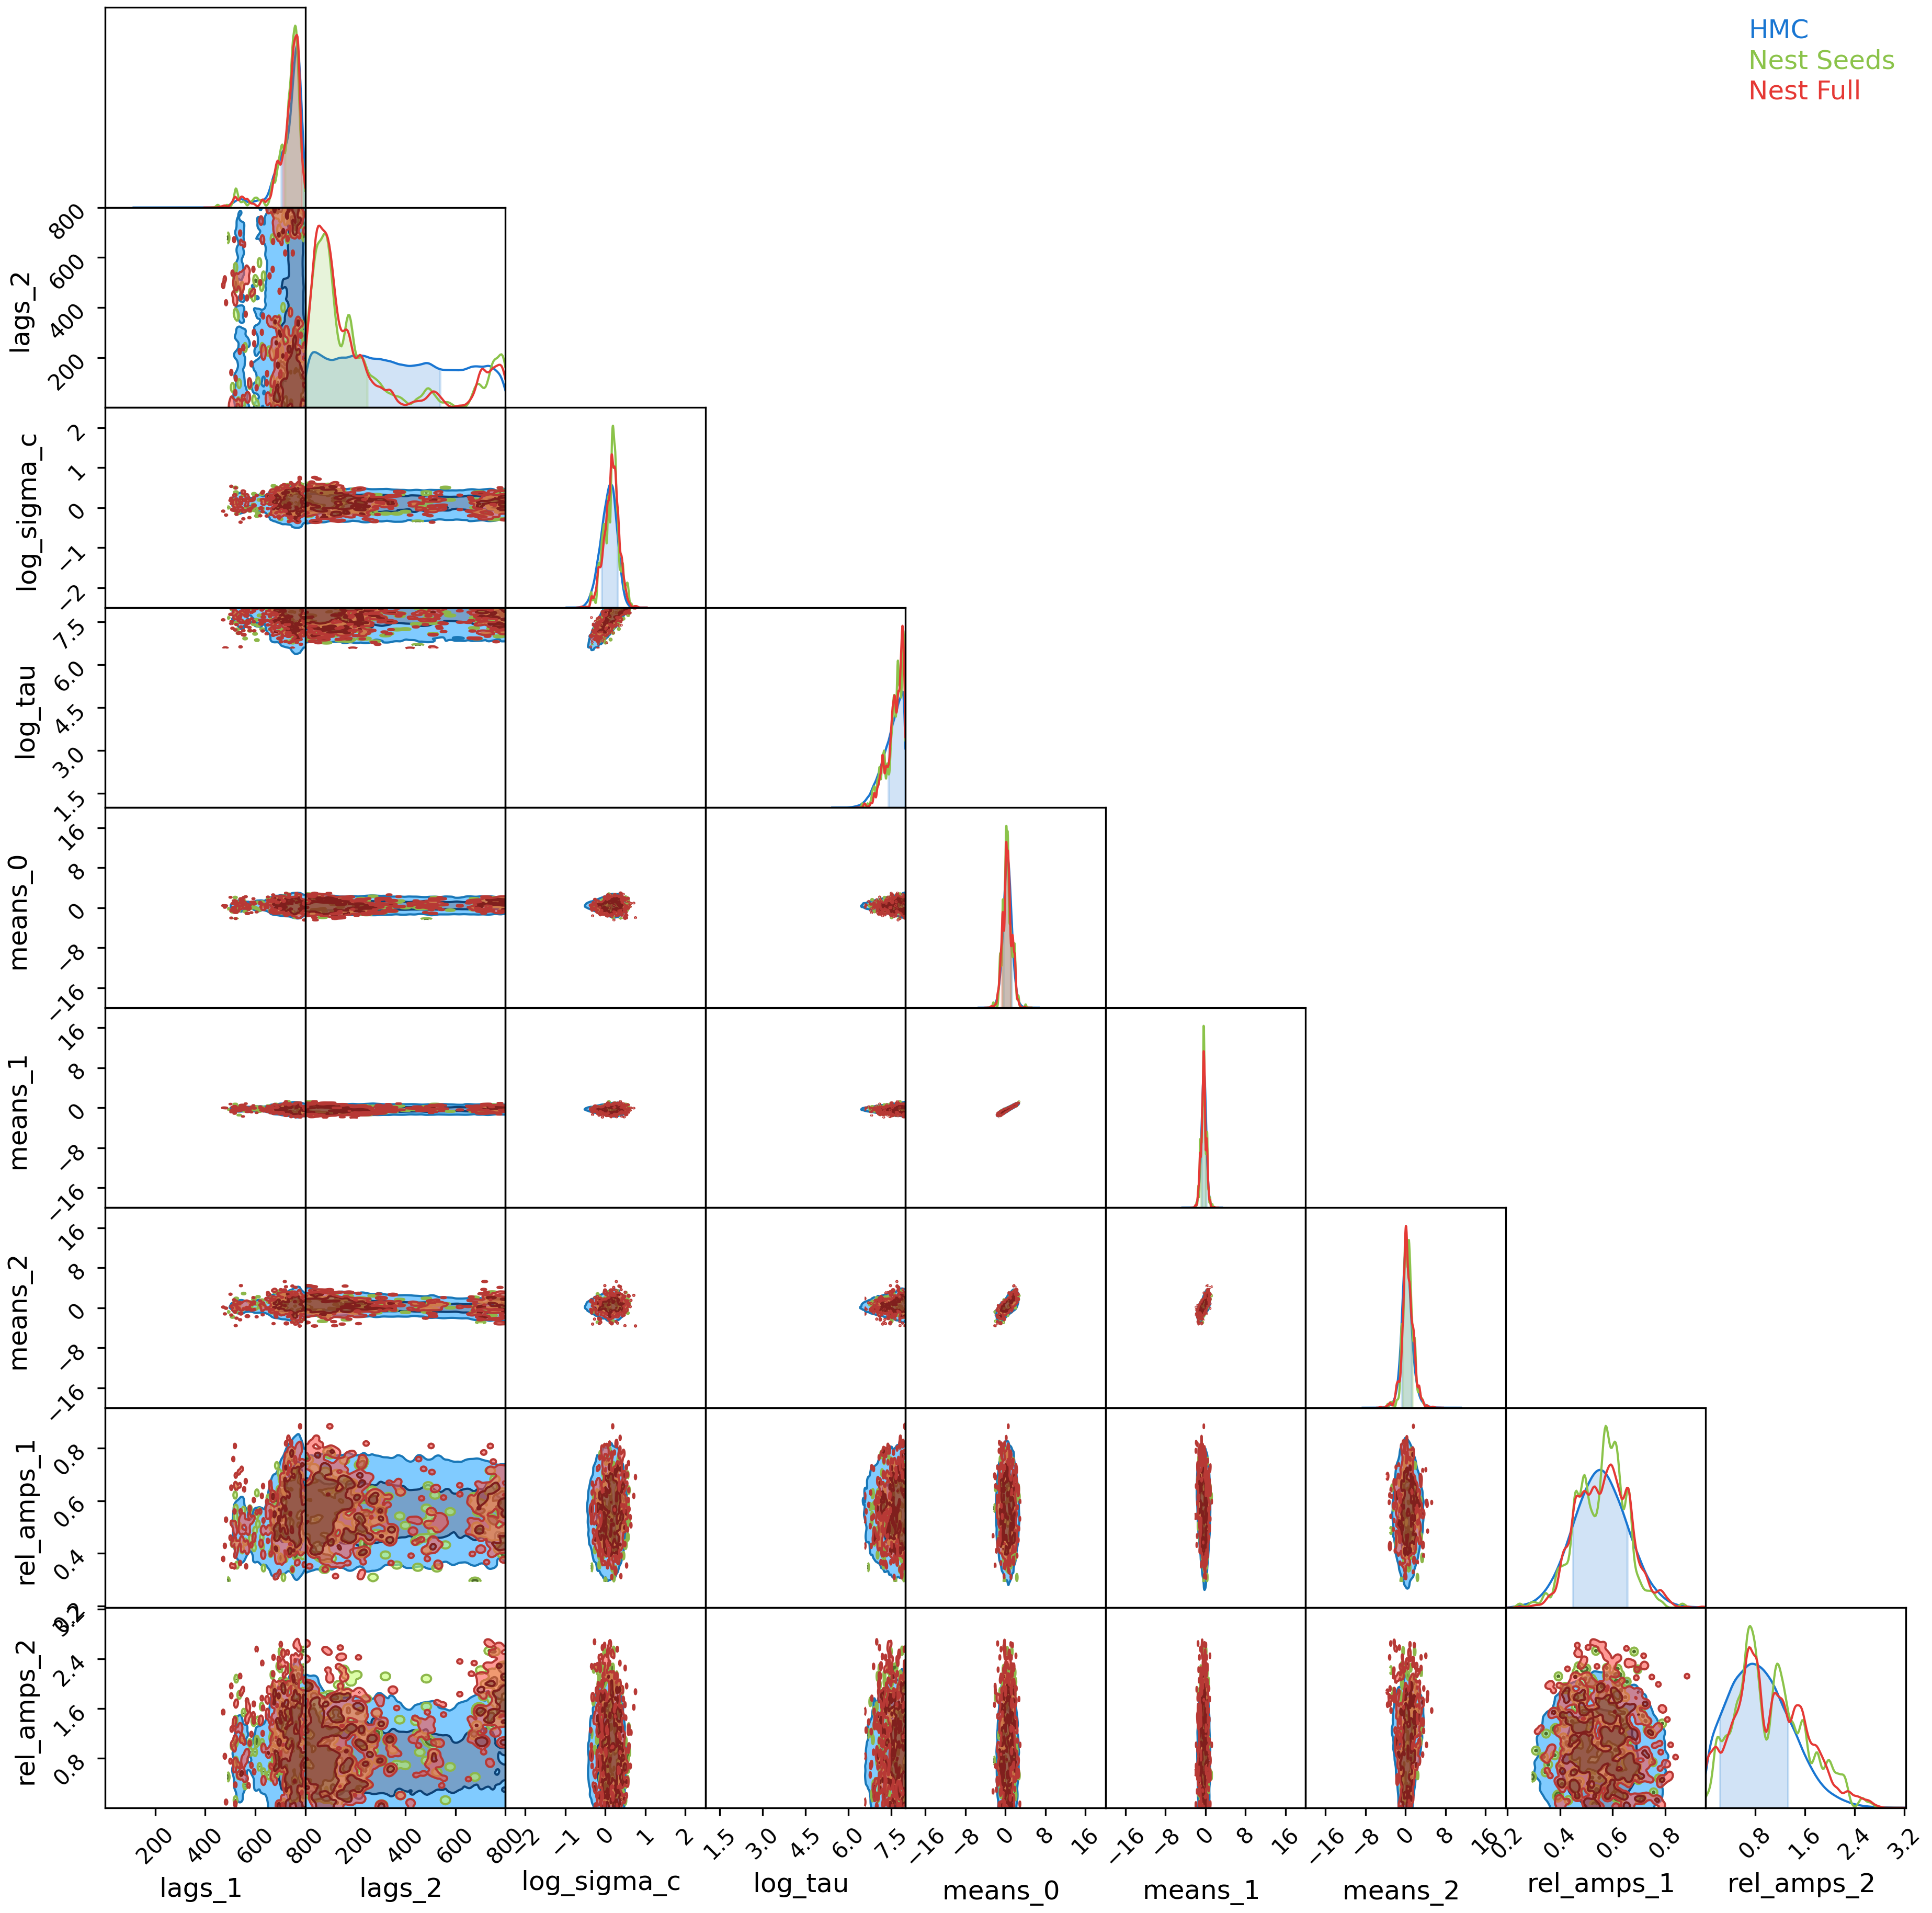 HMC
Nest Seeds
Nest Full
800
600
400
200
lags_2
2
1
0
−1
−2
log_sigma_c
7.5
6.0
4.5
3.0
1.5
log_tau
16
8
0
−8
−16
means_0
16
8
0
−8
−16
means_1
16
8
0
−8
−16
means_2
0.8
0.6
0.4
0.2
rel_amps_1
3.2
2.4
1.6
0.8
rel_amps_2
200 400 600 800
200 400 600 800
−2 −1 0 1 2
1.5 3.0 4.5 6.0 7.5
−16 −8 0 8 16
−16 −8 0 8 16
−16 −8 0 8 16
0.2 0.4 0.6 0.8
0.8 1.6 2.4 3.2
lags_1 lags_2 log_sigma_c log_tau means_0 means_1 means_2 rel_amps_1 rel_amps_2